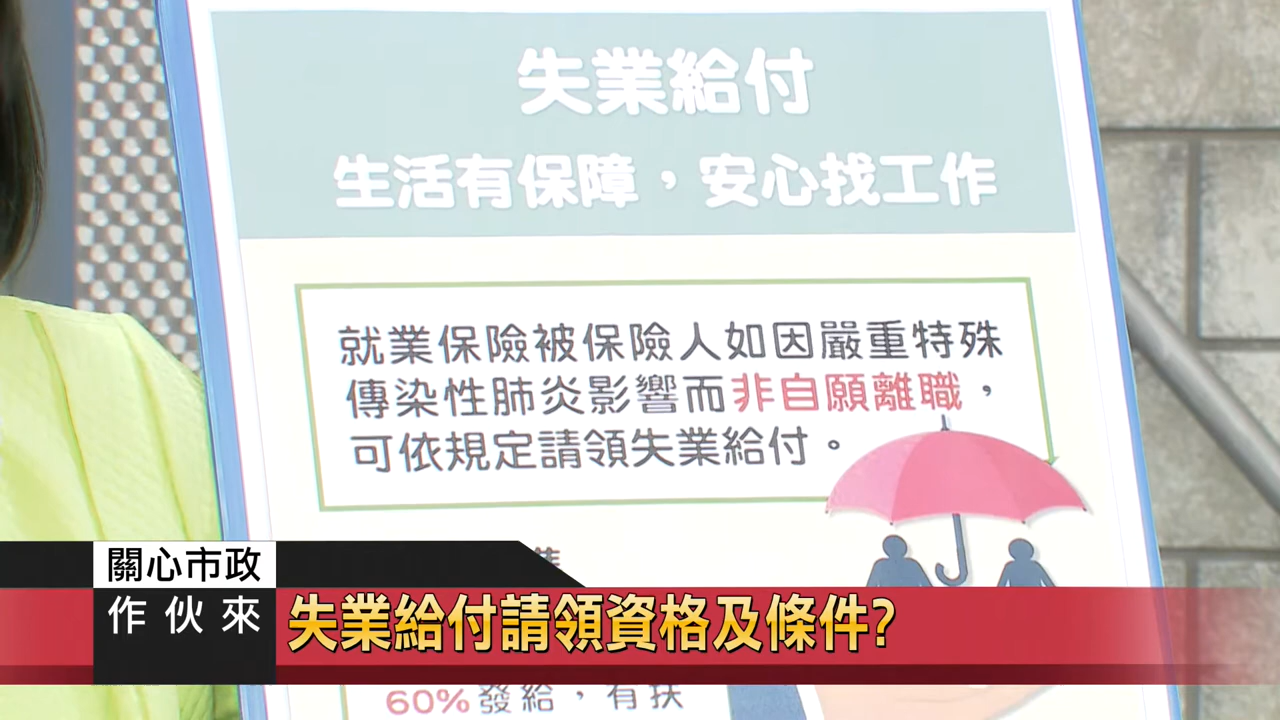 失業給付
生活有保障，安心找工作
就業保險被保險人如因嚴重特殊
傳染性肺炎影響而非自願離職，
可依規定請領失業給付。
關心市政
作伙來
失業給付請領資格及條件?
60%發給，有扶